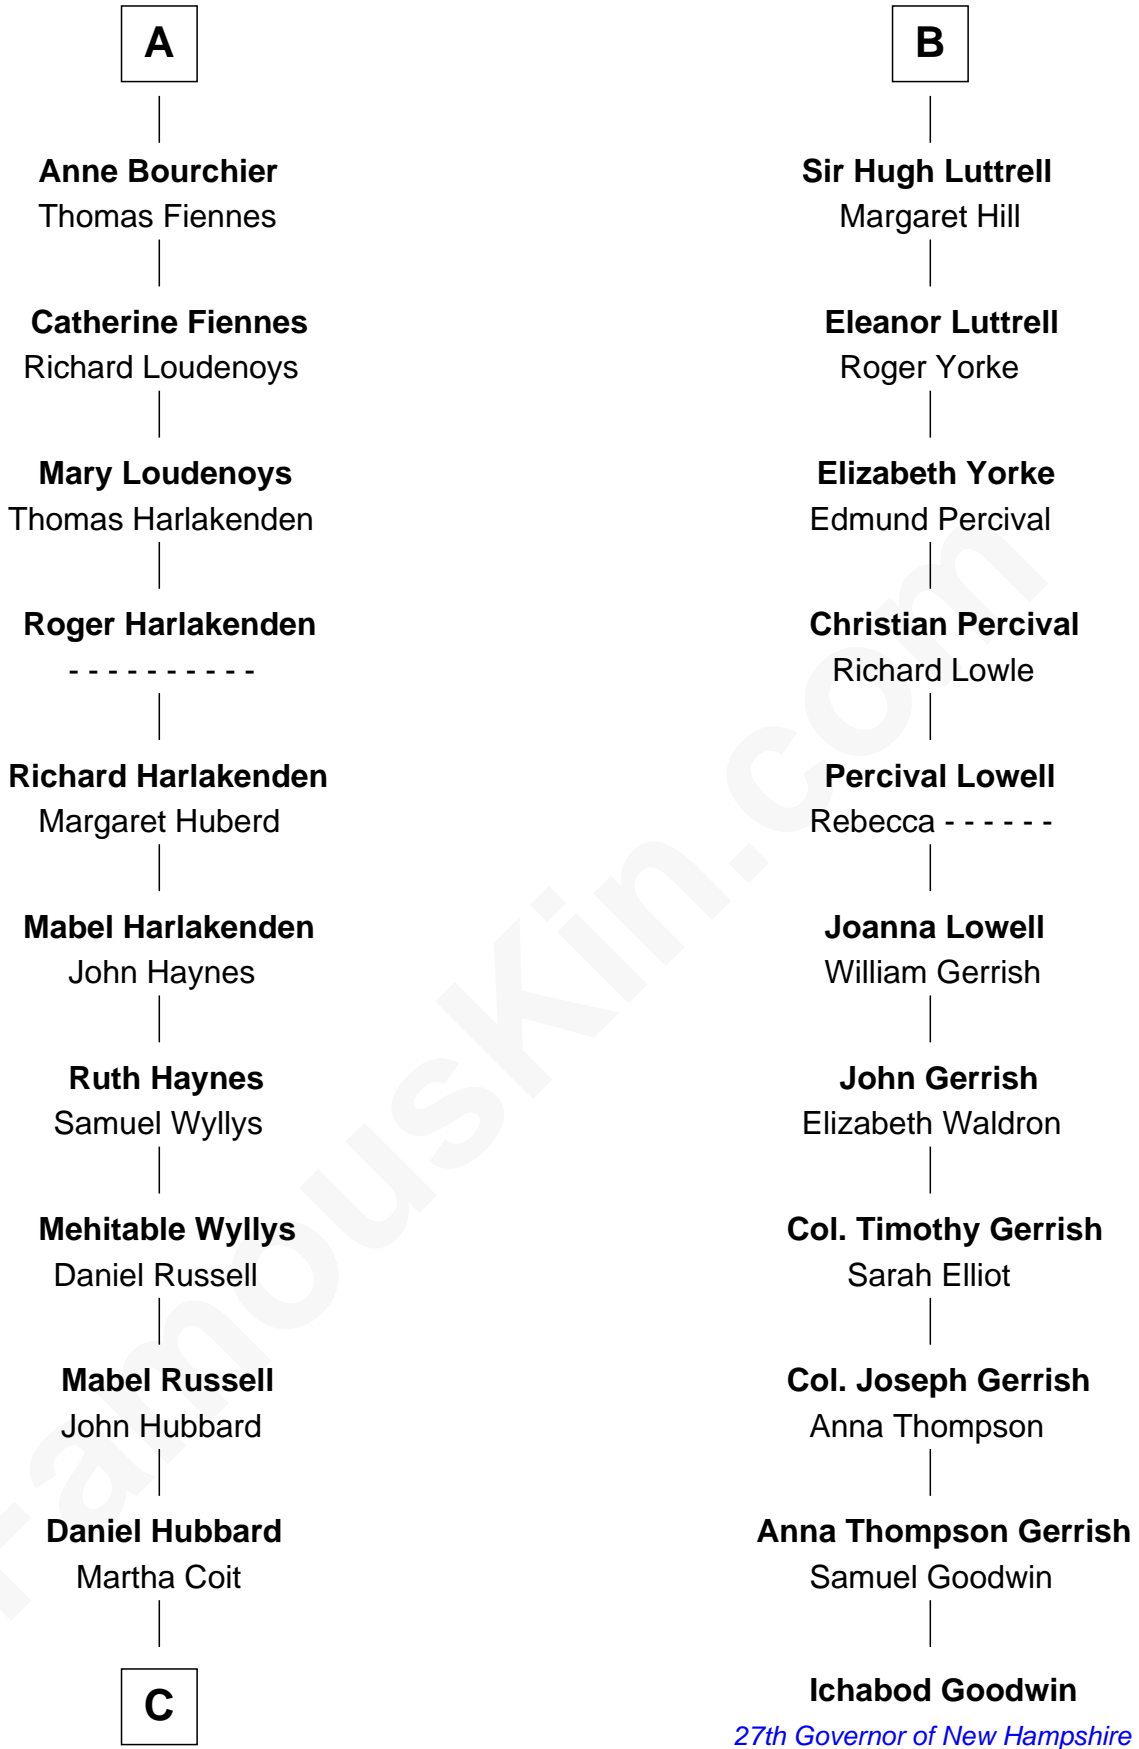 A
Anne Bourchier
Thomas Fiennes
Catherine Fiennes
Richard Loudenoys
Mary Loudenoys
Thomas Harlakenden
Roger Harlakenden
- - - - - - - - - -
Richard Harlakenden
Margaret Huberd
Mabel Harlakenden
John Haynes
Ruth Haynes
Samuel Wyllys
Mehitable Wyllys
Daniel Russell
Mabel Russell
John Hubbard
Daniel Hubbard
Martha Coit
C
B
Sir Hugh Luttrell
Margaret Hill
Eleanor Luttrell
Roger Yorke
Elizabeth Yorke
Edmund Percival
Christian Percival
Richard Lowle
Percival Lowell
Rebecca - - - - - -
Joanna Lowell
William Gerrish
John Gerrish
Elizabeth Waldron
Col. Timothy Gerrish
Sarah Elliot
Col. Joseph Gerrish
Anna Thompson
Anna Thompson Gerrish
Samuel Goodwin
Ichabod Goodwin
27th Governor of New Hampshire
FamousKin.com